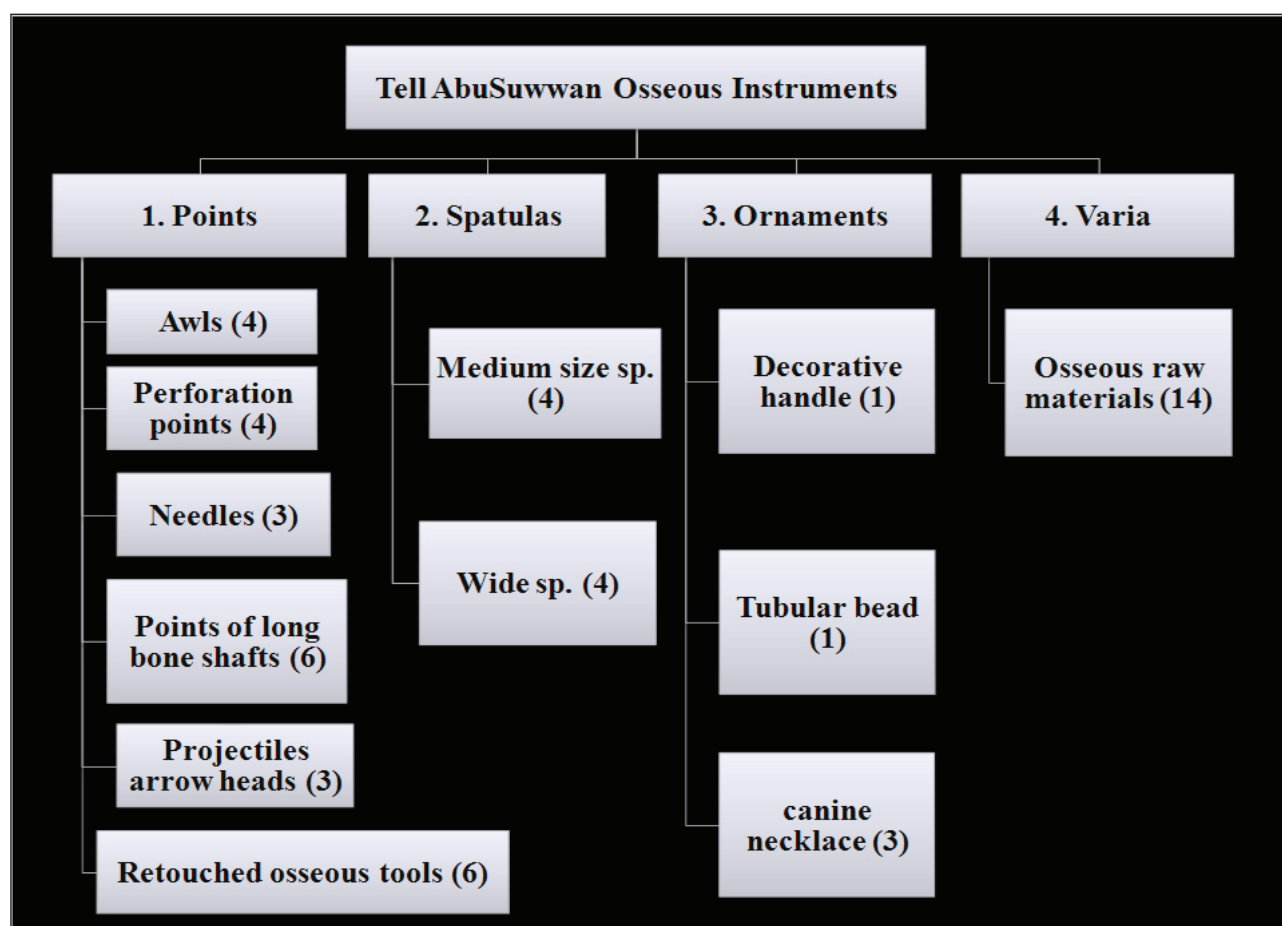 Tell AbuSuwwan Osseous Instruments
1. Points
Awls (4)
Perforation
points (4)
Needles (3)
Points of long
bone shafts (6)
Projectiles
arrow heads (3)
Retouched osseous tools (6)
2. Spatulas
Medium size sp.
(4)
Wide sp. (4)
3. Ornaments
Decorative
handle (1)
Tubular bead
(1)
canine
necklace (3)
4. Varia
Osseous raw
materials (14)